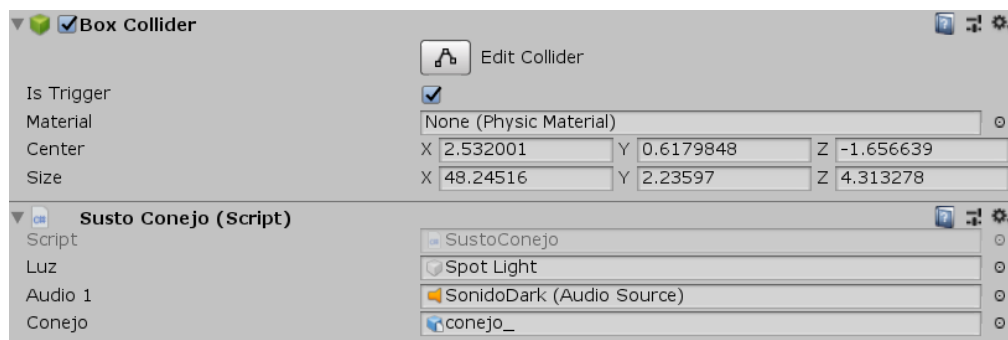 Box Collider
Edit Collider
Is Trigger
Material None (Physic Material)
Center X 2.532001 Y 0.6179848 Z -1.656639
Size X 48.24516 Y 2.23597 Z 4.313278
Susto Conejo (Script)
Script SustoConejo
Luz Spot Light
Audio 1 SonidoDark (Audio Source)
Conejo conejo_